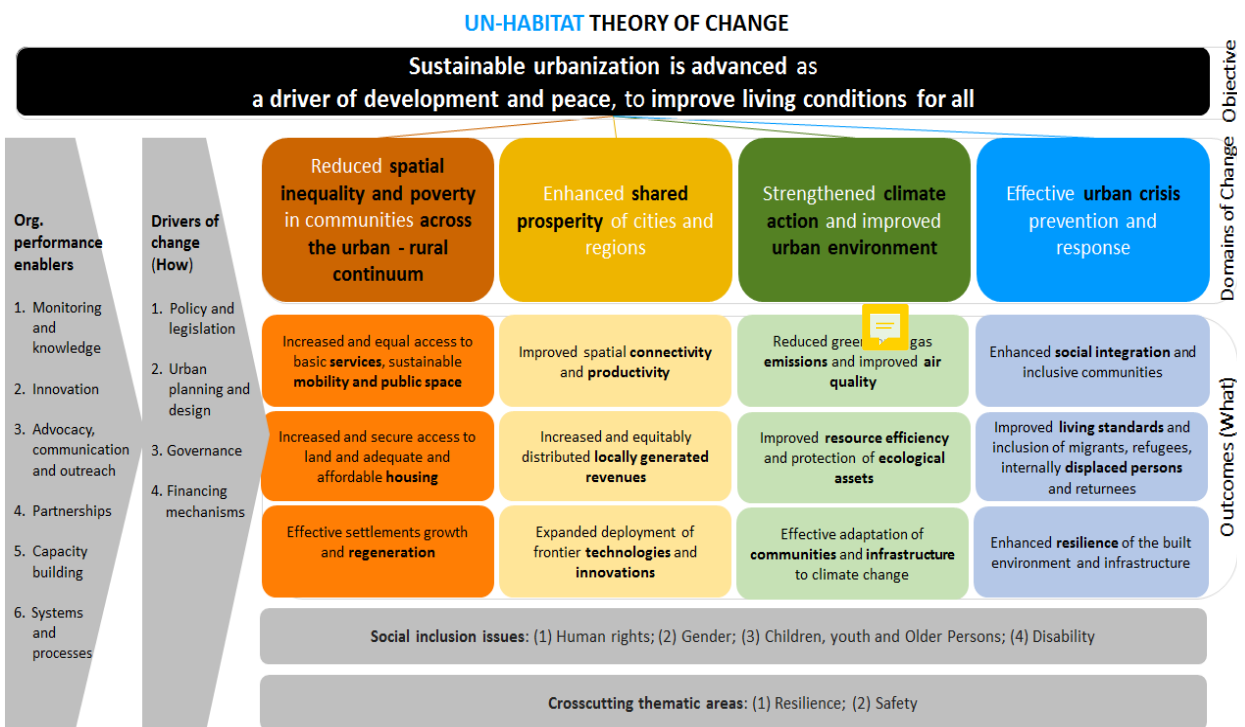 UN-HABITAT THEORY OF CHANGE
Sustainable urbanization is advanced as
a driver of development and peace, to improve living conditions for all
Objective
Org.
performance
enablers
1. Monitoring
and
knowledge
2. Innovation
3. Advocacy,
communication
and outreach
4. Partnerships
5. Capacity
building
6. Systems
and
processes
Drivers of
change
(How)
1. Policy and
legislation
2. Urban
planning and
design
3. Governance
4. Financing
mechanisms
Reduced spatial
inequality and poverty
in communities across
the urban - rural
continuum
Enhanced shared
prosperity of cities and
regions
Strengthened climate
action and improved
urban environment
Effective urban crisis
prevention and
response
Domains of Change
Increased and equal access to
basic services, sustainable
mobility and public space
Improved spatial connectivity
and productivity
Reduced gas
emissions and improved air
quality
Enhanced social integration and
inclusive communities
Increased and secure access to
land and adequate and
affordable housing
Increased and equitably
distributed locally generated
revenues
Improved resource efficiency
and protection of ecological
assets
Improved living standards and
inclusion of migrants, refugees,
internally displaced persons
and returnees
Effective settlements growth
and regeneration
Expanded deployment of
frontier technologies and
innovations
Effective adaptation of
communities and infrastructure
to climate change
Enhanced resilience of the built
environment and infrastructure
Outcomes (What)
Social inclusion issues: (1) Human rights; (2) Gender; (3) Children, youth and Older Persons; (4) Disability
Crosscutting thematic areas: (1) Resilience; (2) Safety